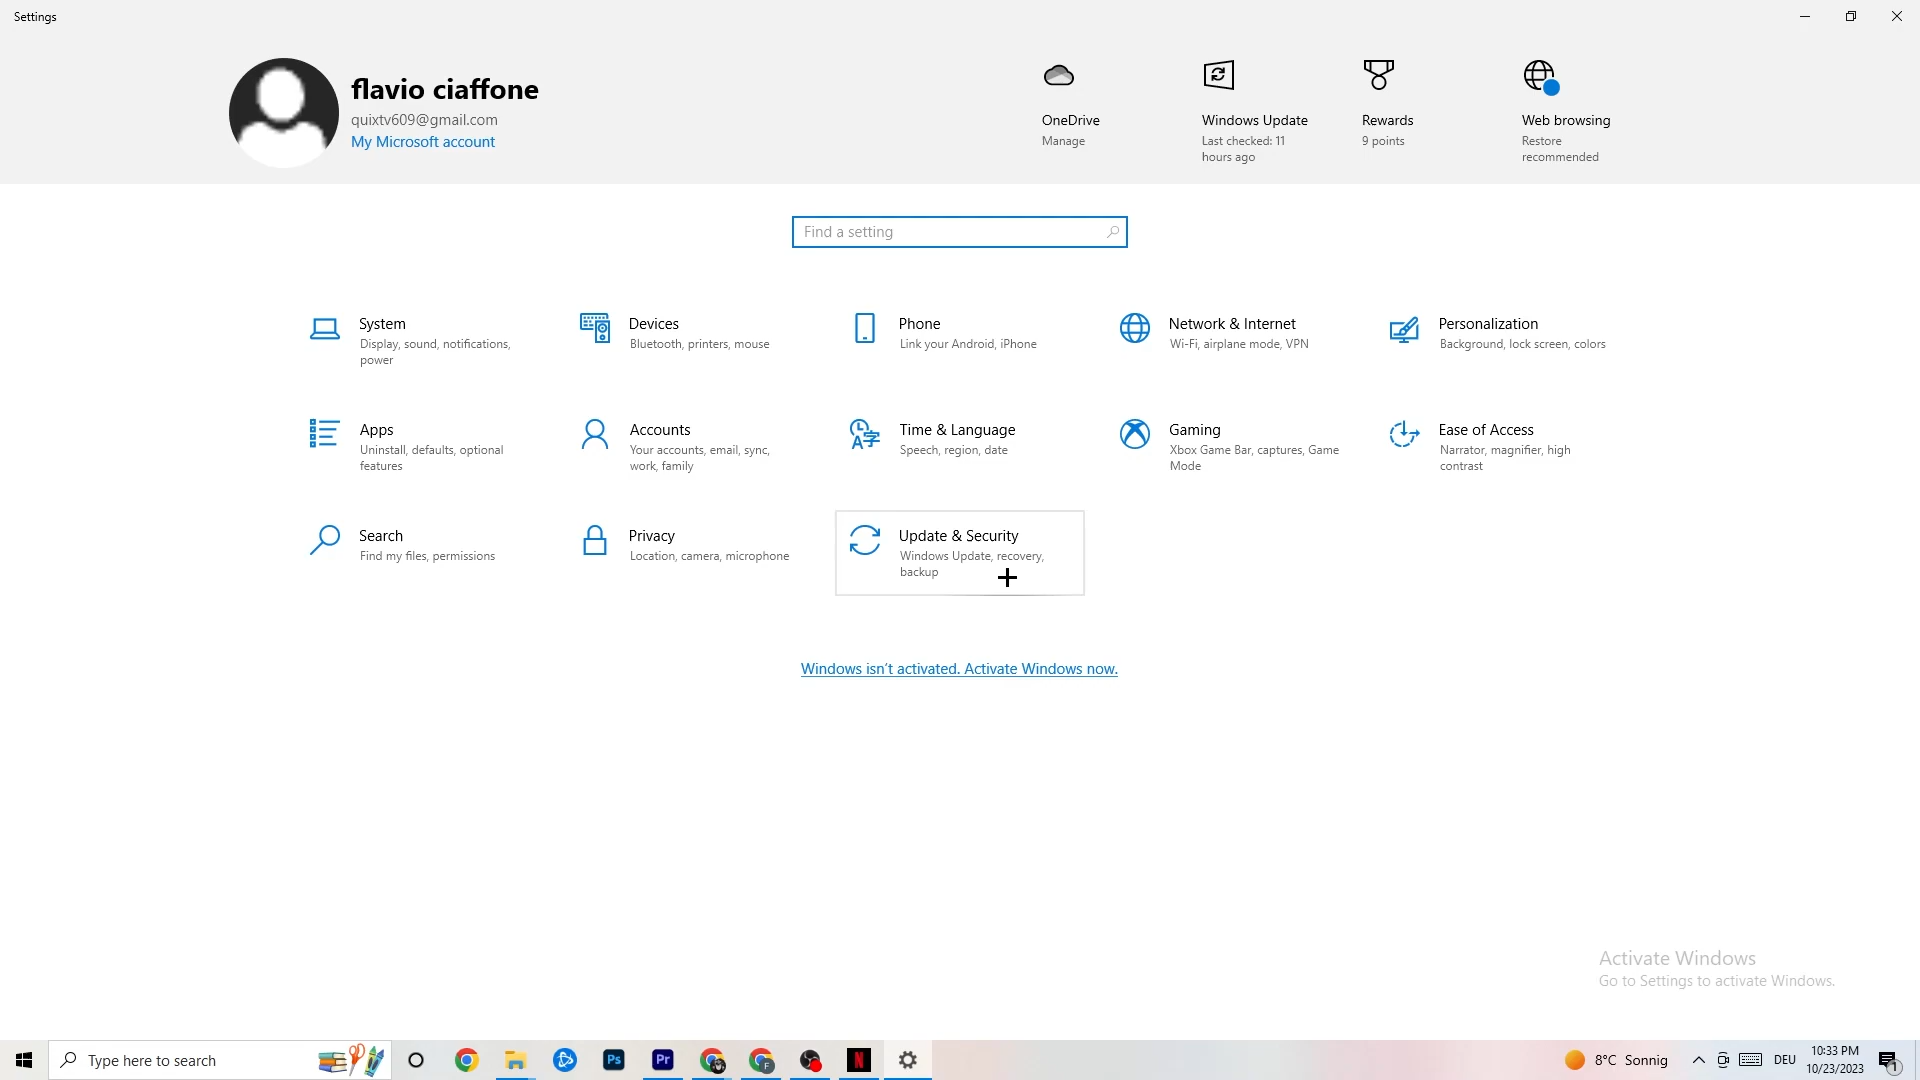 Settings
flavio ciaffone
quixtv609@gmail.com
My Microsoft account
OneDrive
Manage
Windows Update
Last checked: 11
hours ago
Rewards
9 points
Web browsing
Restore
recommended
Find a setting
System
Display, sound, notifications,
power
Devices
Bluetooth, printers, mouse
Phone
Link your Android, iPhone
Network & Internet
Wi-Fi, airplane mode, VPN
Personalization
Background, lock screen, colors
Apps
Uninstall, defaults, optional
features
Accounts
Your accounts, email, sync,
work, family
Time & Language
Speech, region, date
Gaming
Xbox Game Bar, captures, Game
Mode
Ease of Access
Narrator, magnifier, high
contrast
Search
Find my files, permissions
Privacy
Location, camera, microphone
Update & Security
Windows Update, recovery,
backup
Windows isn't activated. Activate Windows now.
Activate Windows
Go to Settings to activate Windows.
Type here to search
Ps
Pr
F
N
8°C Sonnig
DEU
10:33 PM
10/23/2023
1